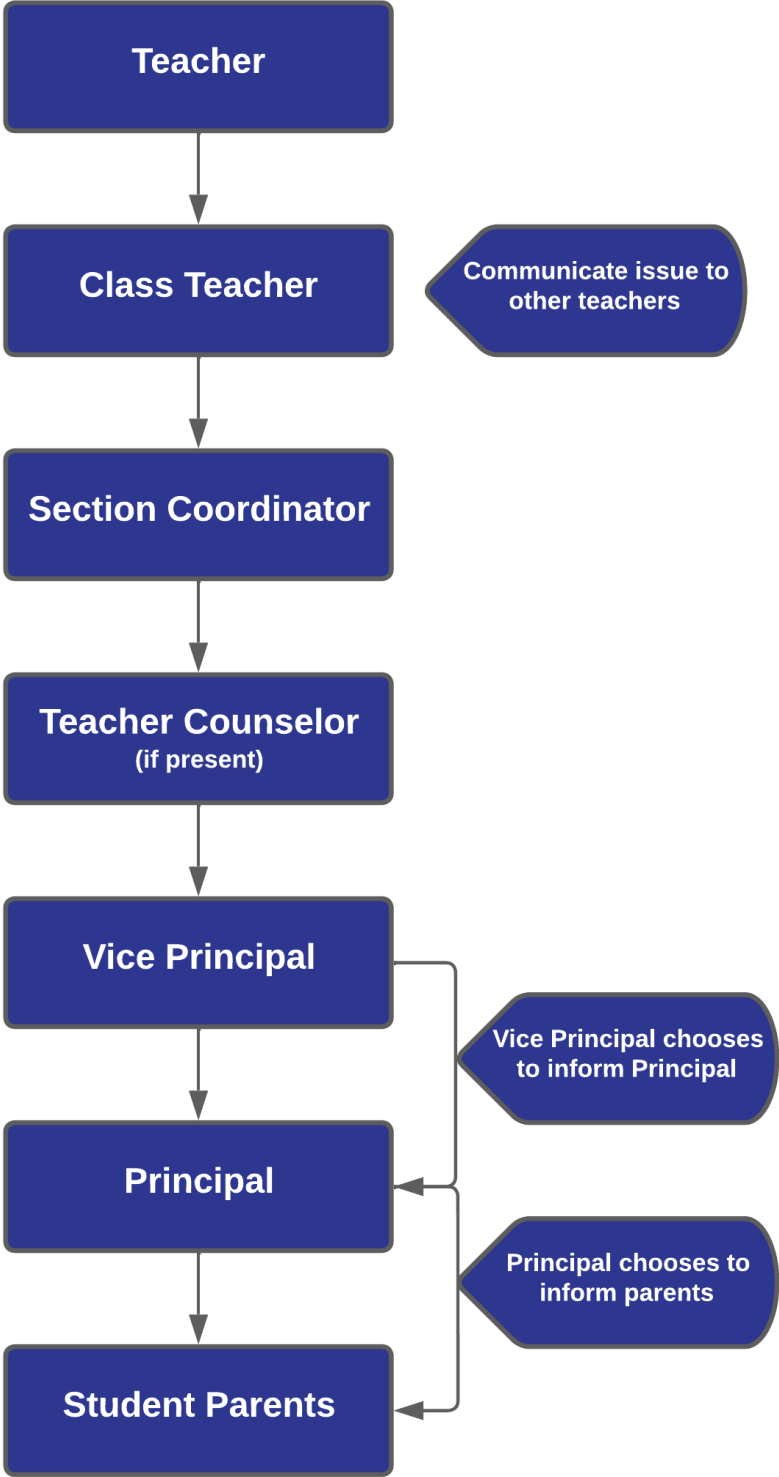 Teacher
Class Teacher
Communicate issue to
other teachers
Section Coordinator
Teacher Counselor
(if present)
Vice Principal
Vice Principal chooses
to inform Principal
Principal
Principal chooses to
inform parents
Student Parents